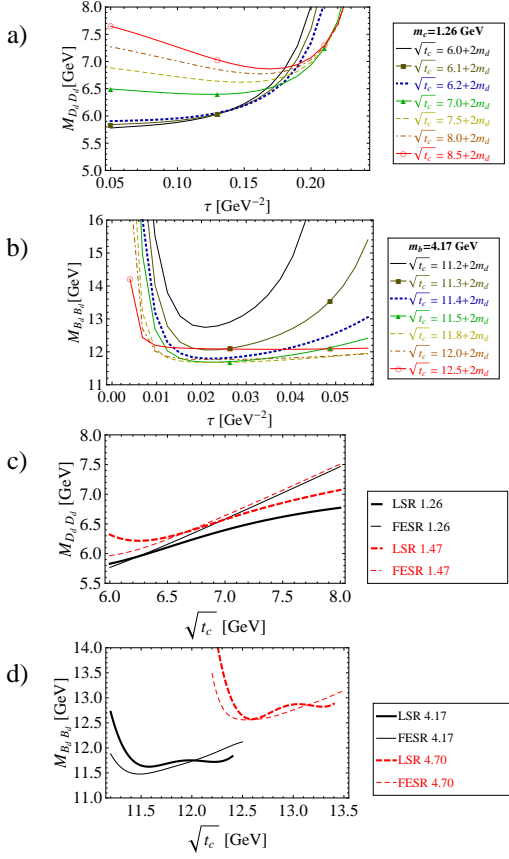 a)
M_{D_d D_d} [GeV]
8.0
7.5
7.0
6.5
6.0
5.5
5.0
0.05
0.10
0.15
0.20
τ [GeV⁻²]
m_c=1.26 GeV
√t_c = 6.0+2m_d
√t_c = 6.1+2m_d
√t_c = 6.2+2m_d
√t_c = 7.0+2m_d
√t_c = 7.5+2m_d
√t_c = 8.0+2m_d
√t_c = 8.5+2m_d
b)
M_{B_d B_d} [GeV]
16
15
14
13
12
11
0.00
0.01
0.02
0.03
0.04
0.05
τ [GeV⁻²]
m_b=4.17 GeV
√t_c = 11.2+2m_d
√t_c = 11.3+2m_d
√t_c = 11.4+2m_d
√t_c = 11.5+2m_d
√t_c = 11.8+2m_d
√t_c = 12.0+2m_d
√t_c = 12.5+2m_d
c)
M_{D_d D_d} [GeV]
8.0
7.5
7.0
6.5
6.0
5.5
6.0
6.5
7.0
7.5
8.0
√t_c [GeV]
LSR 1.26
FESR 1.26
LSR 1.47
FESR 1.47
d)
M_{B_d B_d} [GeV]
14.0
13.5
13.0
12.5
12.0
11.5
11.0
11.5
12.0
12.5
13.0
13.5
√t_c [GeV]
LSR 4.17
FESR 4.17
LSR 4.70
FESR 4.70